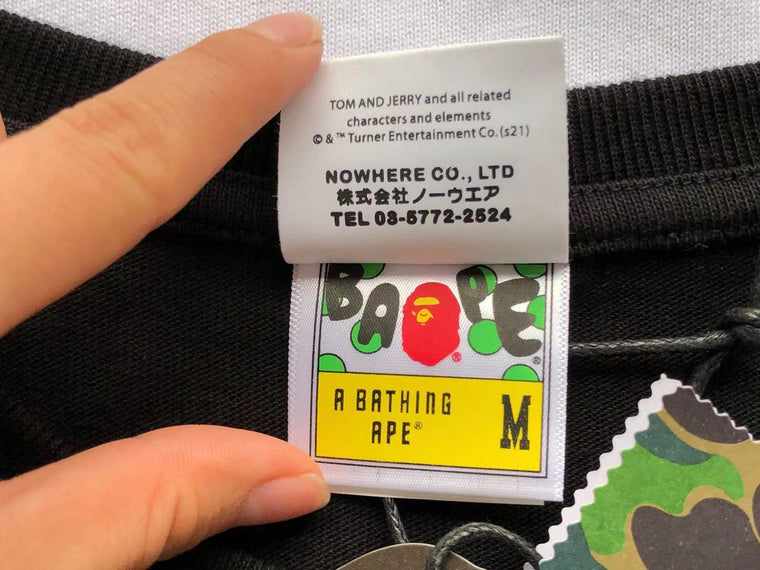 TOM AND JERRY and all related
characters and elements
© & ™ Turner Entertainment Co.(s21)
NOWHERE CO., LTD
株式会社ノーウエア
TEL 03-5772-2524
BAPE®
®
A BATHING
APE®
M